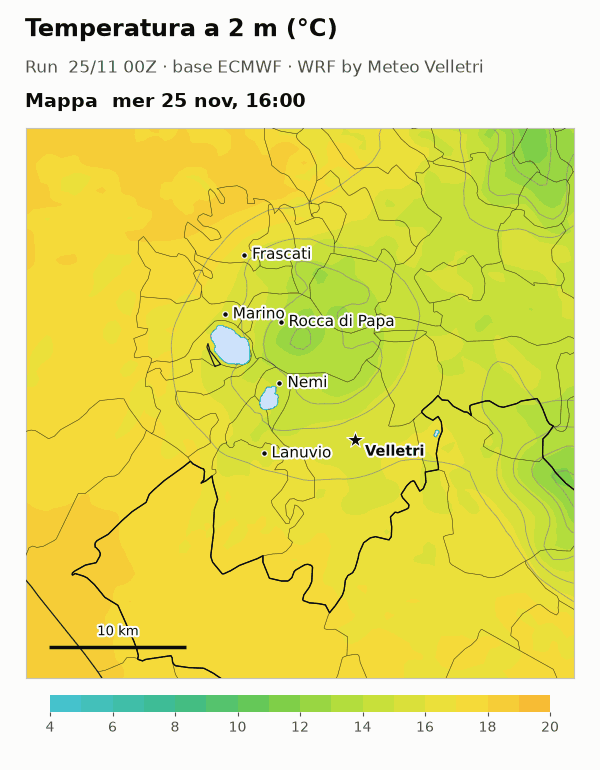 Temperatura a 2 m (°C)
Run  25/11 00Z · base ECMWF · WRF by Meteo Velletri
Mappa  mer 25 nov, 16:00
Frascati
Marino
Rocca di Papa
Nemi
Velletri
Lanuvio
10 km
4 6 8 10 12 14 16 18 20